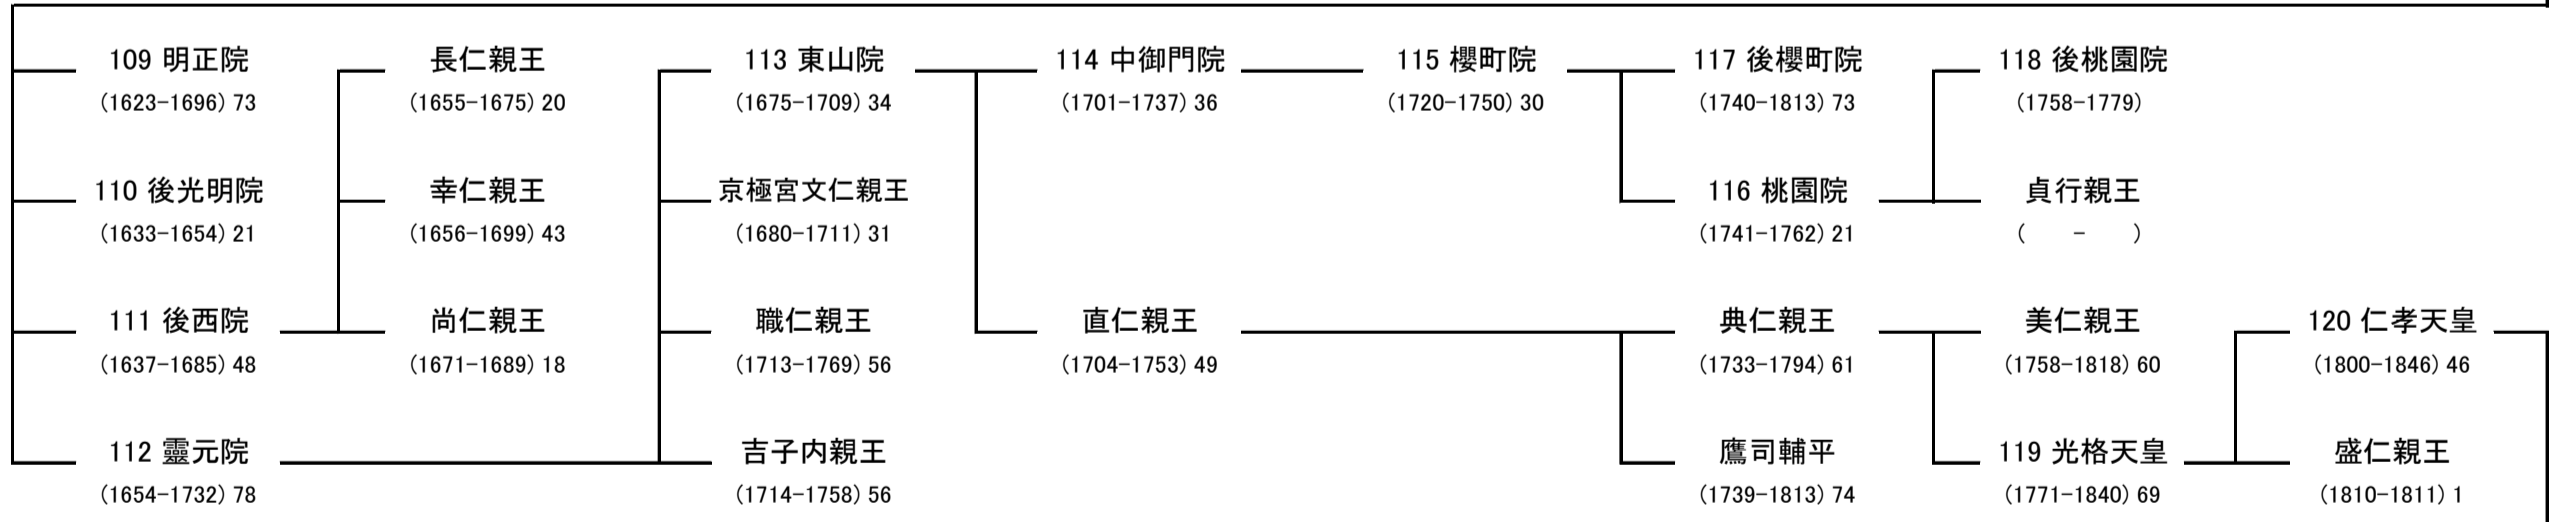 109 明正院
(1623-1696) 73
長仁親王
(1655-1675) 20
113 東山院
(1675-1709) 34
114 中御門院
(1701-1737) 36
115 櫻町院
(1720-1750) 30
117 後櫻町院
(1740-1813) 73
118 後桃園院
(1758-1779)
110 後光明院
(1633-1654) 21
幸仁親王
(1656-1699) 43
京極宮文仁親王
(1680-1711) 31
116 桃園院
(1741-1762) 21
貞行親王
( - )
111 後西院
(1637-1685) 48
尚仁親王
(1671-1689) 18
職仁親王
(1713-1769) 56
直仁親王
(1704-1753) 49
典仁親王
(1733-1794) 61
美仁親王
(1758-1818) 60
120 仁孝天皇
(1800-1846) 46
112 靈元院
(1654-1732) 78
吉子内親王
(1714-1758) 56
鷹司輔平
(1739-1813) 74
119 光格天皇
(1771-1840) 69
盛仁親王
(1810-1811) 1